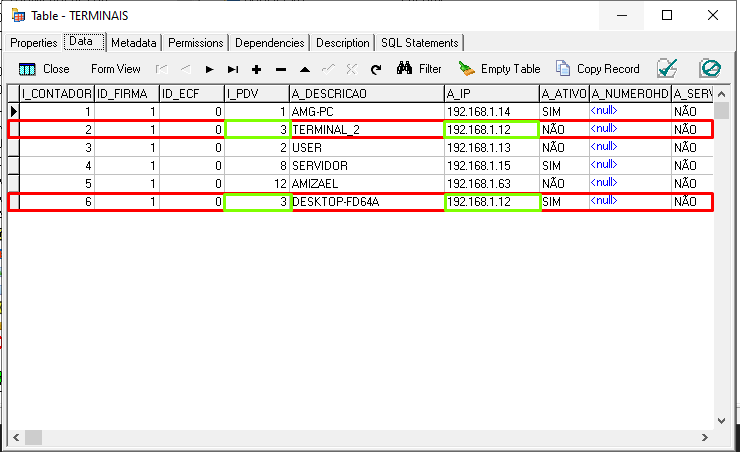 Table - TERMINAIS
Properties Data Metadata Permissions Dependencies Description SQL Statements
Close Form View Filter Empty Table Copy Record
I_CONTADOR ID_FIRMA ID_ECF I_PDV A_DESCRICAO A_IP A_ATIVO A_NUMEROHD A_SERV
1 1 0 1 AMG-PC 192.168.1.14 SIM <null> NÃO
2 1 0 3 TERMINAL_2 192.168.1.12 NÃO <null> NÃO
3 1 0 2 USER 192.168.1.13 NÃO <null> NÃO
4 1 0 8 SERVIDOR 192.168.1.15 SIM <null> NÃO
5 1 0 12 AMIZAEL 192.168.1.63 NÃO <null> NÃO
6 1 0 3 DESKTOP-FD64A 192.168.1.12 SIM <null> NÃO